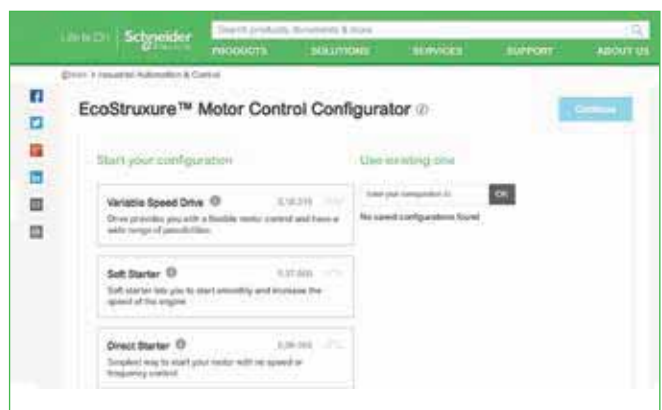 Life Is On Schneider Electric
Search products, documents & more
PRODUCTS SOLUTIONS SERVICES SUPPORT ABOUT US
Industrial Automation & Control
EcoStruxure™ Motor Control Configurator
Continue
Start your configuration
Use existing one
Variable Speed Drive
Drive provides you with a flexible motor control and have a
wide range of possibilities
OK
No saved configurations found
Soft Starter
Soft starter lets you to start smoothly and increase the
speed of the engine
Direct Starter
Simplest way to start your motor with no speed or
frequency control